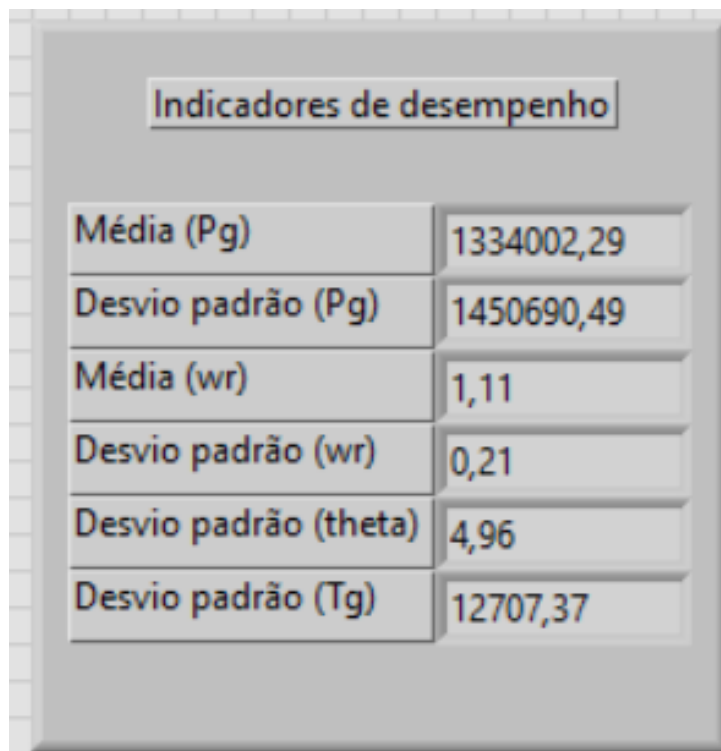 Indicadores de desempenho
Média (Pg) 1334002,29
Desvio padrão (Pg) 1450690,49
Média (wr) 1,11
Desvio padrão (wr) 0,21
Desvio padrão (theta) 4,96
Desvio padrão (Tg) 12707,37